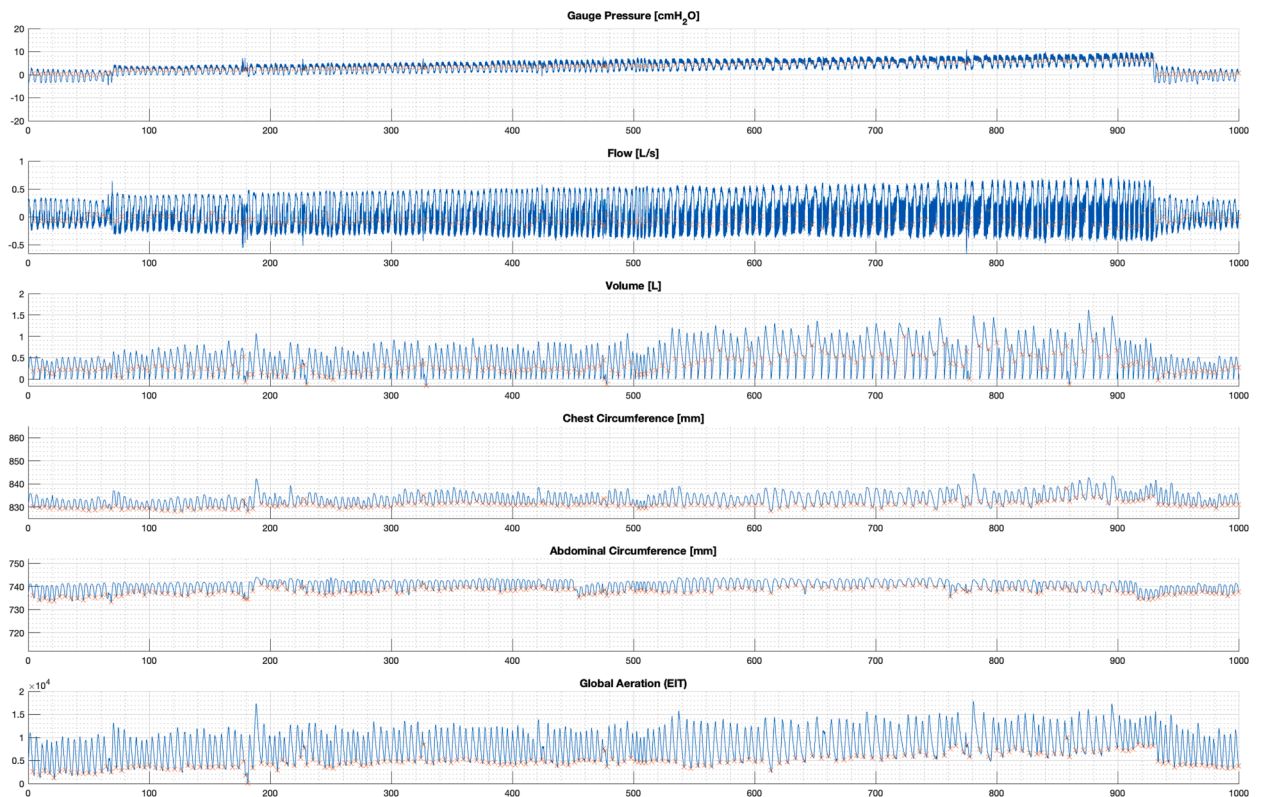 Gauge Pressure [cmH2O]
20
10
0
-10
-20
0 100 200 300 400 500 600 700 800 900 1000
Flow [L/s]
1
0.5
0
-0.5
0 100 200 300 400 500 600 700 800 900 1000
Volume [L]
2
1.5
1
0.5
0
0 100 200 300 400 500 600 700 800 900 1000
Chest Circumference [mm]
860
850
840
830
0 100 200 300 400 500 600 700 800 900 1000
Abdominal Circumference [mm]
750
740
730
720
0 100 200 300 400 500 600 700 800 900 1000
Global Aeration (EIT)
×10^4
2
1.5
1
0.5
0
0 100 200 300 400 500 600 700 800 900 1000